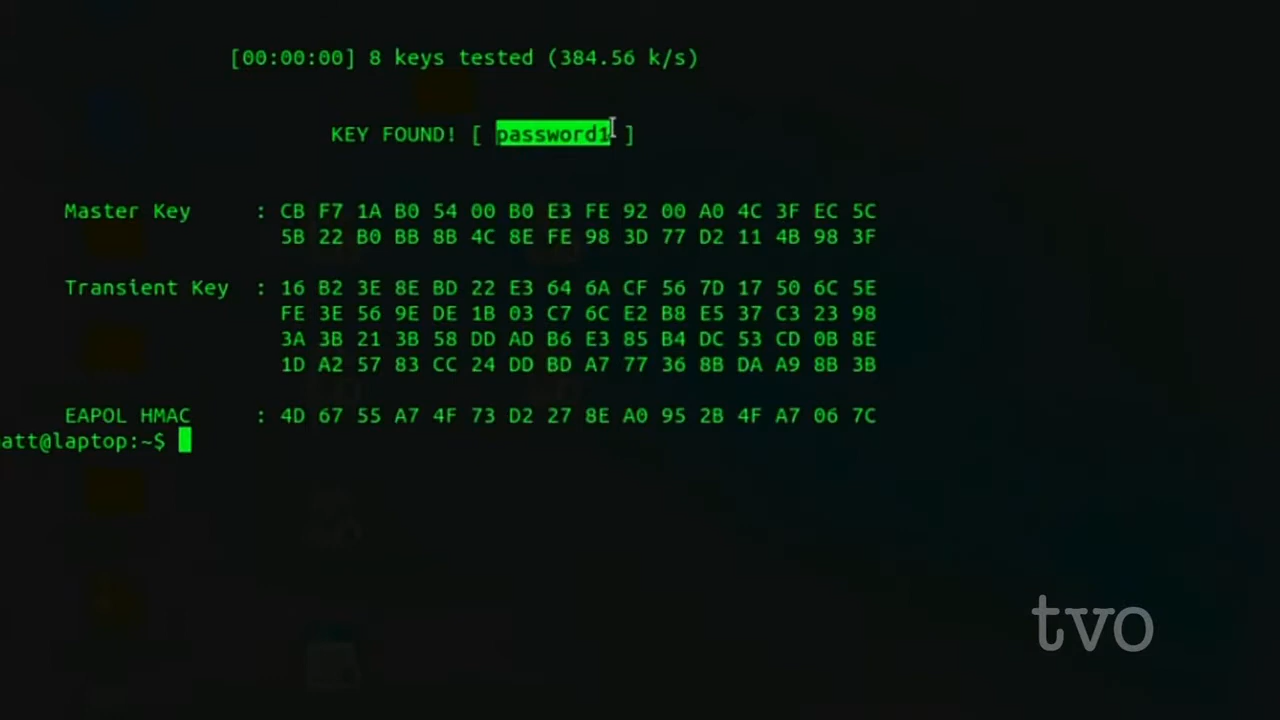 [00:00:00] 8 keys tested (384.56 k/s)
KEY FOUND! [ password1 ]
Master Key : CB F7 1A B0 54 00 B0 E3 FE 92 00 A0 4C 3F EC 5C
5B 22 B0 BB 8B 4C 8E FE 98 3D 77 D2 11 4B 98 3F
Transient Key : 16 B2 3E 8E BD 22 E3 64 6A CF 56 7D 17 50 6C 5E
FE 3E 56 9E DE 1B 03 C7 6C E2 B8 E5 37 C3 23 98
3A 3B 21 3B 58 DD AD B6 E3 85 B4 DC 53 CD 0B 8E
1D A2 57 83 CC 24 DD BD A7 77 36 8B DA A9 8B 3B
EAPOL HMAC : 4D 67 55 A7 4F 73 D2 27 8E A0 95 2B 4F A7 06 7C
att@laptop:~$
tvo